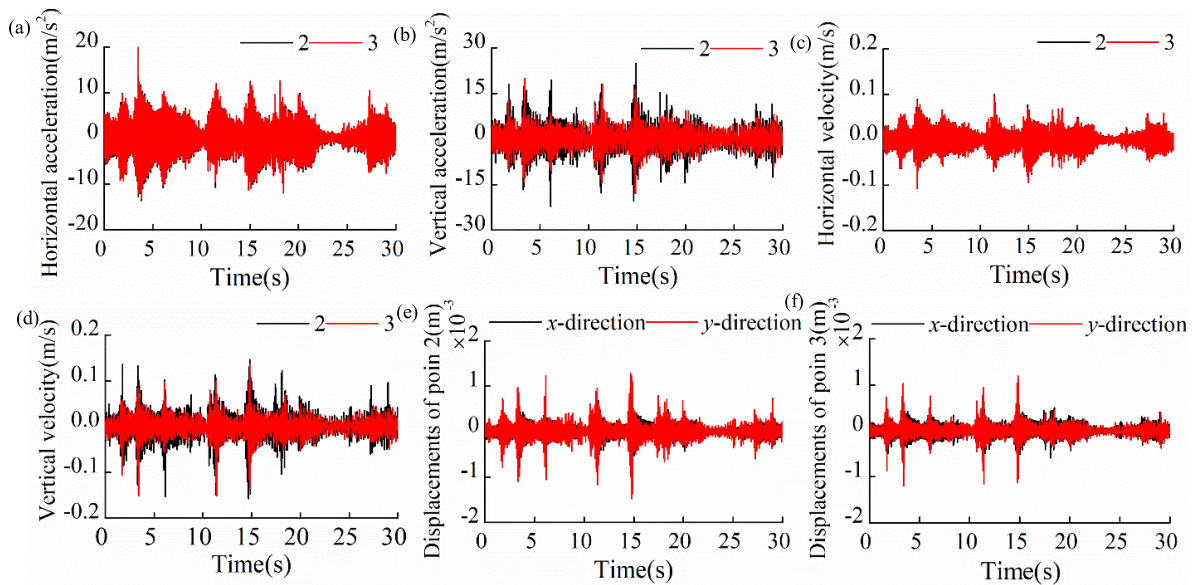 (a)
Horizontal acceleration(m/s²)
2 3
20
10
0
-10
-20
0 5 10 15 20 25 30
Time(s)
(b)
Vertical acceleration(m/s²)
2 3
30
15
0
-15
-30
0 5 10 15 20 25 30
Time(s)
(c)
Horizontal velocity(m/s)
2 3
0.2
0.1
0.0
-0.1
-0.2
0 5 10 15 20 25 30
Time(s)
(d)
Vertical velocity(m/s)
2 3
0.2
0.1
0.0
-0.1
-0.2
0 5 10 15 20 25 30
Time(s)
(e)
Displacements of poin 2(m)
×10⁻³
x-direction y-direction
2
1
0
-1
-2
0 5 10 15 20 25 30
Time(s)
(f)
Displacements of poin 3(m)
×10⁻³
x-direction y-direction
2
1
0
-1
-2
0 5 10 15 20 25 30
Time(s)